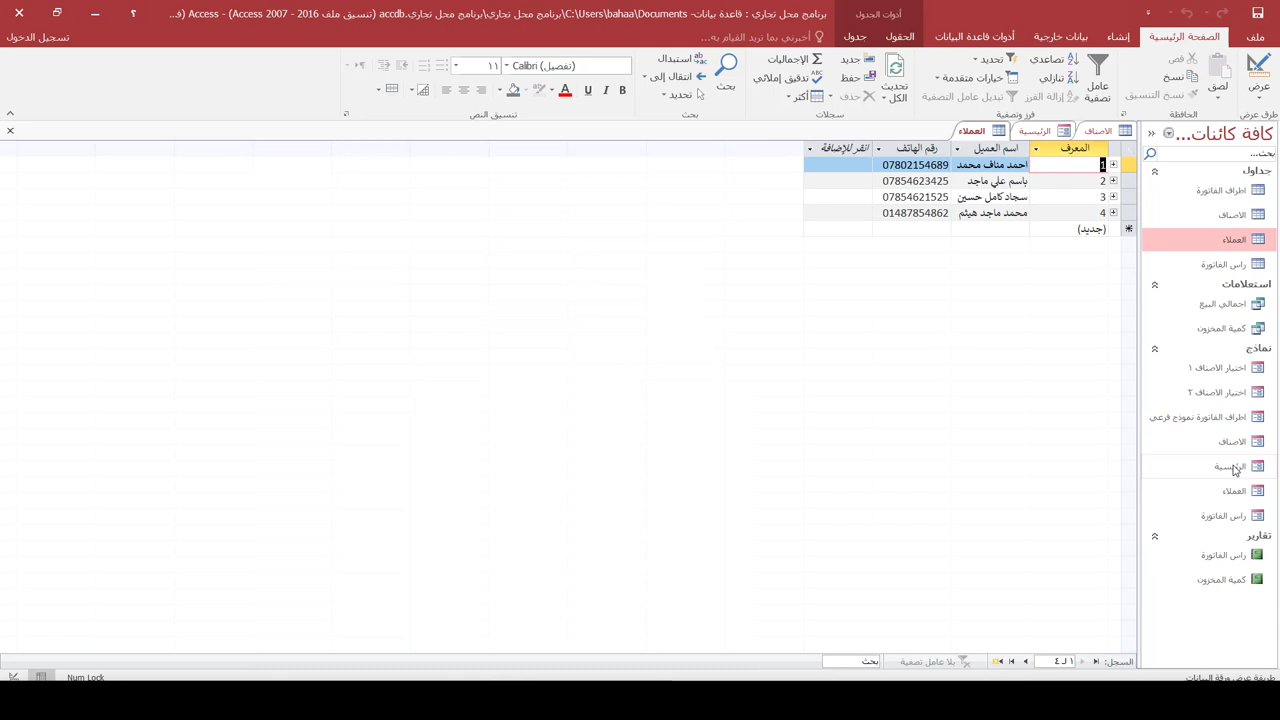 برنامج محل تجاري : قاعدة بيانات- C:\Users\bahaa\Documents\برنامج محل تجاري\برنامج محل تجاري.accdb (تنسيق ملف Access 2007 - 2016) - Access (ف...
أدوات الجدول
ملف
الصفحة الرئيسية
إنشاء
بيانات خارجية
أدوات قاعدة البيانات
الحقول
جدول
أخبرني بما تريد القيام به...
تسجيل الدخول
عرض
طرق عرض
لصق
قص
نسخ
نسخ التنسيق
الحافظة
عامل تصفية
تصاعدي
تنازلي
إزالة الفرز
تحديد
خيارات متقدمة
تبديل عامل التصفية
فرز وتصفية
تحديث الكل
جديد
حفظ
حذف
الإجماليات
تدقيق إملائي
أكثر
سجلات
بحث
استبدال
انتقال إلى
تحديد
بحث
Calibri (تفصيل)
١١
B I U
A
تنسيق النص
كافة كائنات...
بحث...
جداول
اطراف الفاتورة
الاصناف
العملاء
راس الفاتورة
استعلامات
اجمالي البيع
كمية المخزون
نماذج
اختيار الاصناف ١
اختيار الاصناف ٢
اطراف الفاتورة نموذج فرعي
الاصناف
الرئيسية
العملاء
راس الفاتورة
تقارير
راس الفاتورة
كمية المخزون
الاصناف
الرئيسية
العملاء
المعرف اسم العميل رقم الهاتف انقر للإضافة
1 احمد مناف محمد 07802154689
2 باسم علي ماجد 07854623425
3 سجاد كامل حسين 07854621525
4 محمد ماجد هيثم 01487854862
(جديد)
السجل: ١ لـ ٤ بلا عامل تصفية بحث
طريقة عرض ورقة البيانات
Num Lock